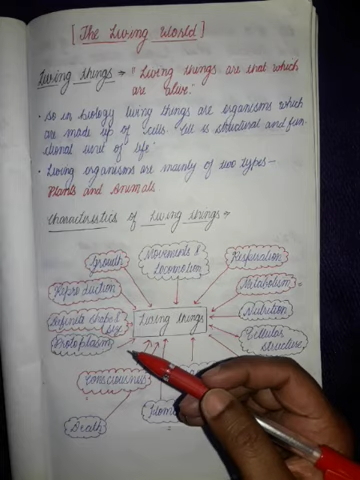 [ The Living World ]
Living things → " Living things are that which
are alive."
• So in biology living things are organisms which
are made up of cells. Cell is structural and fun-
ctional unit of life.
• Living organisms are mainly of two types-
Plants and Animals
Characteristics of Living things ⇒
Movements &
Locomotion
Growth
Respiration
Reproduction
Metabolism
Definite shape &
size
Living things
Nutrition
Protoplasm
Cellular
structure
Consciousness
Death